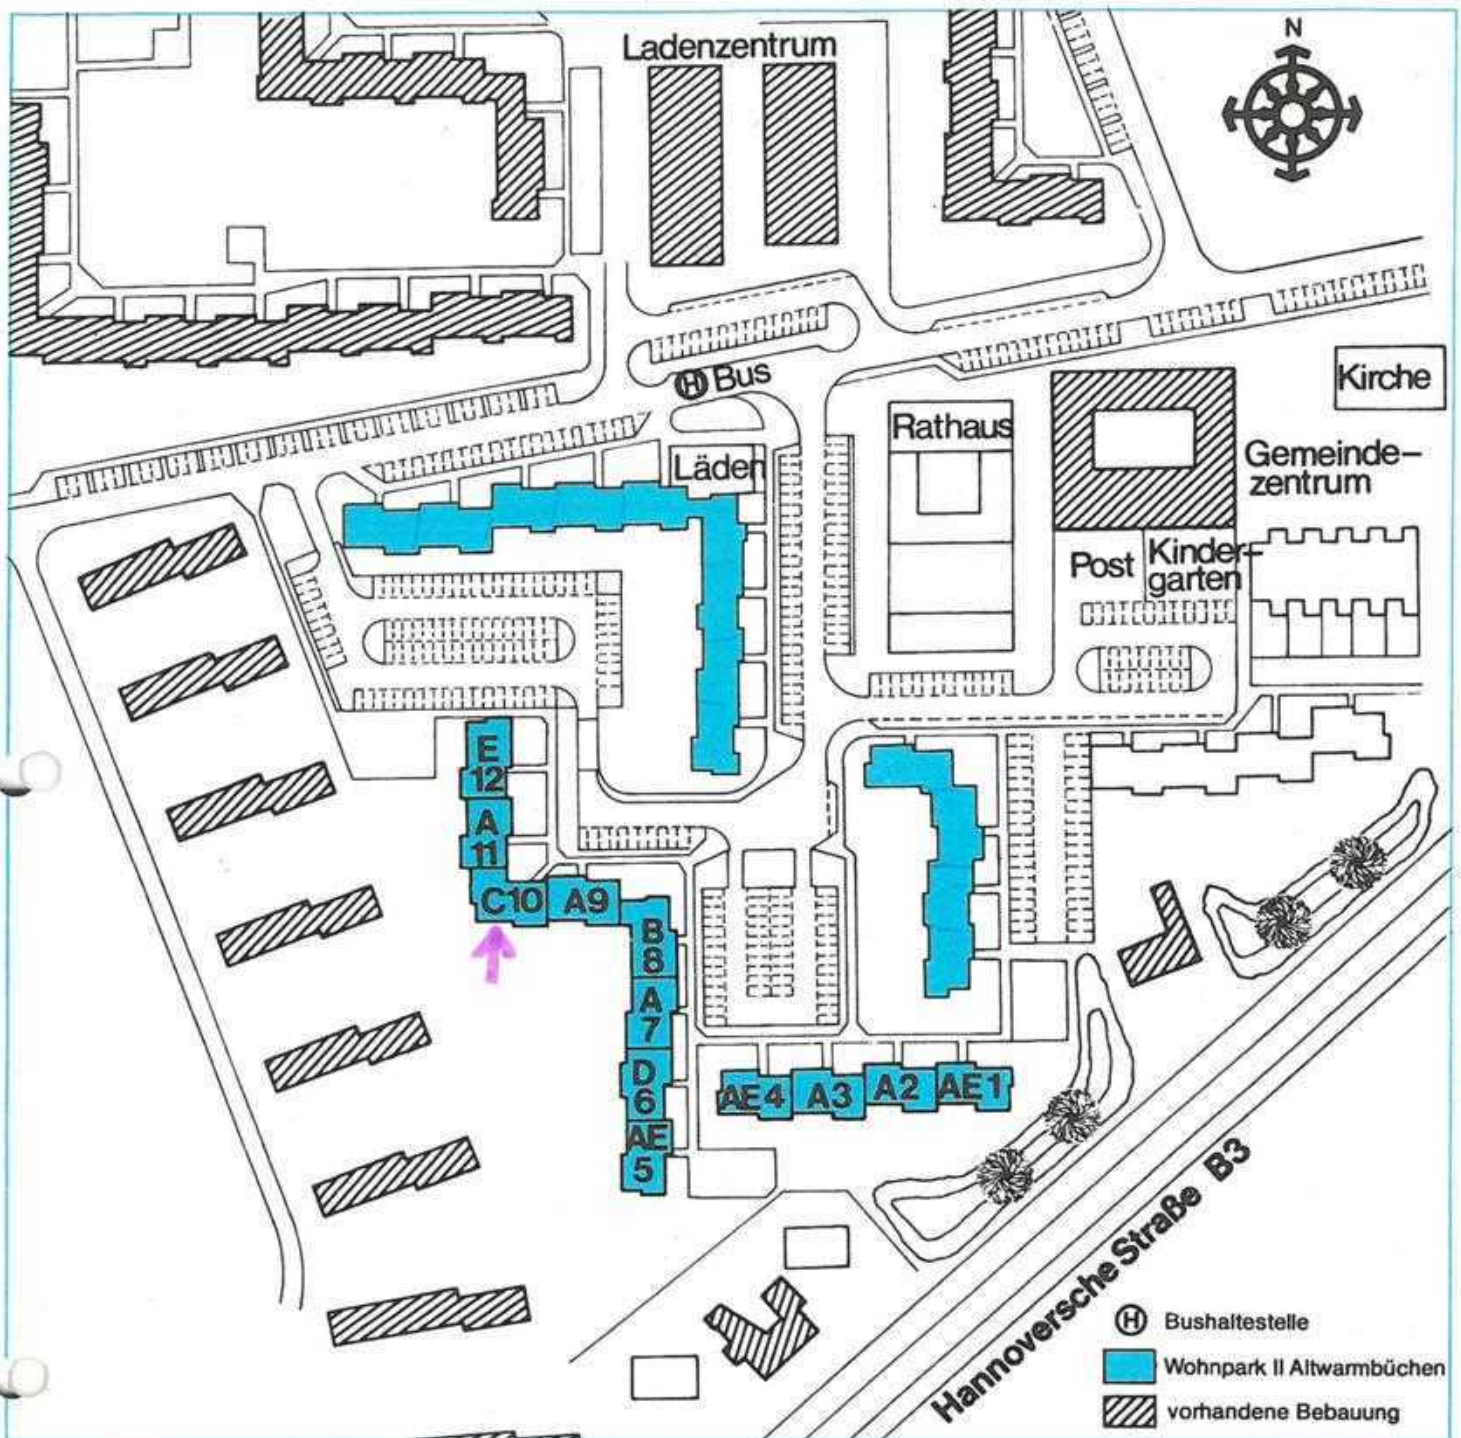 N
Ladenzentrum
H Bus
Kirche
Rathaus
Läden
Gemeinde-
zentrum
Post
Kinder-
garten
E
12
A
11
C10
A9
B
8
A
7
D
6
AE
5
AE4
A3
A2
AE1
Hannoversche Straße B3
H Bushaltestelle
Wohnpark II Altwarmbüchen
vorhandene Bebauung